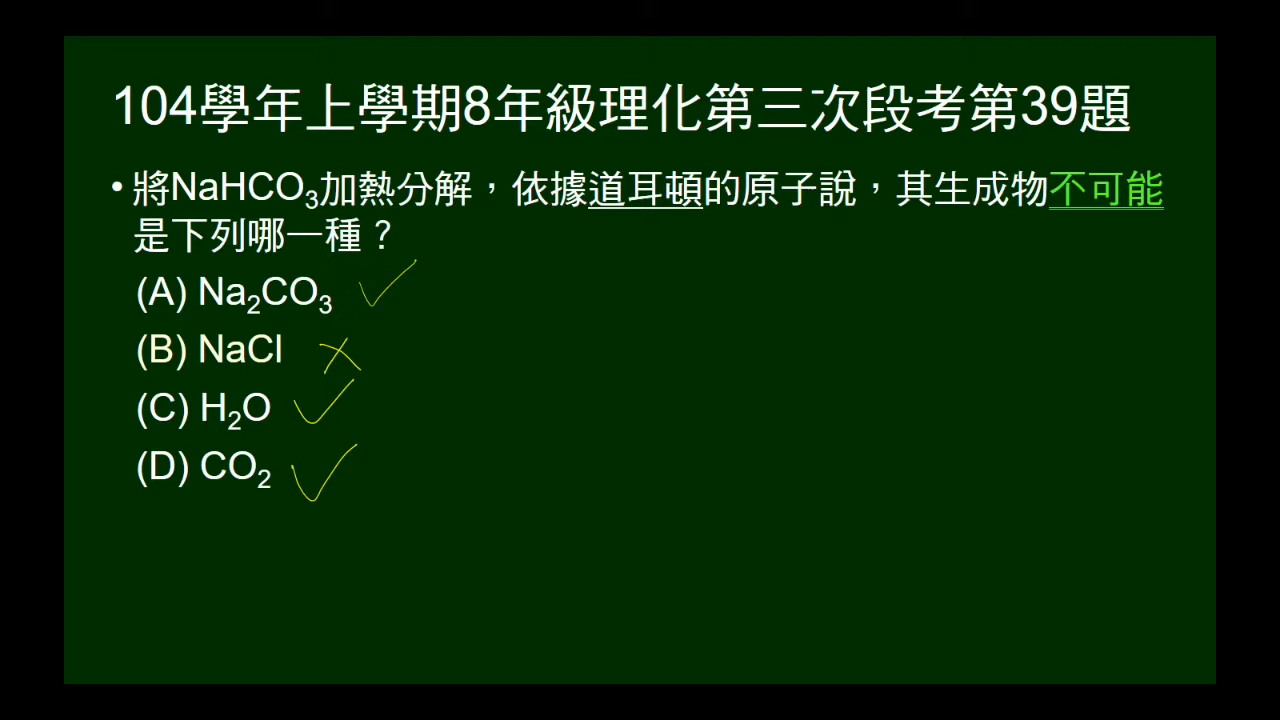 104學年上學期8年級理化第三次段考第39題
• 將NaHCO₃加熱分解，依據道耳頓的原子說，其生成物不可能
是下列哪一種？
(A) Na₂CO₃
(B) NaCl
(C) H₂O
(D) CO₂